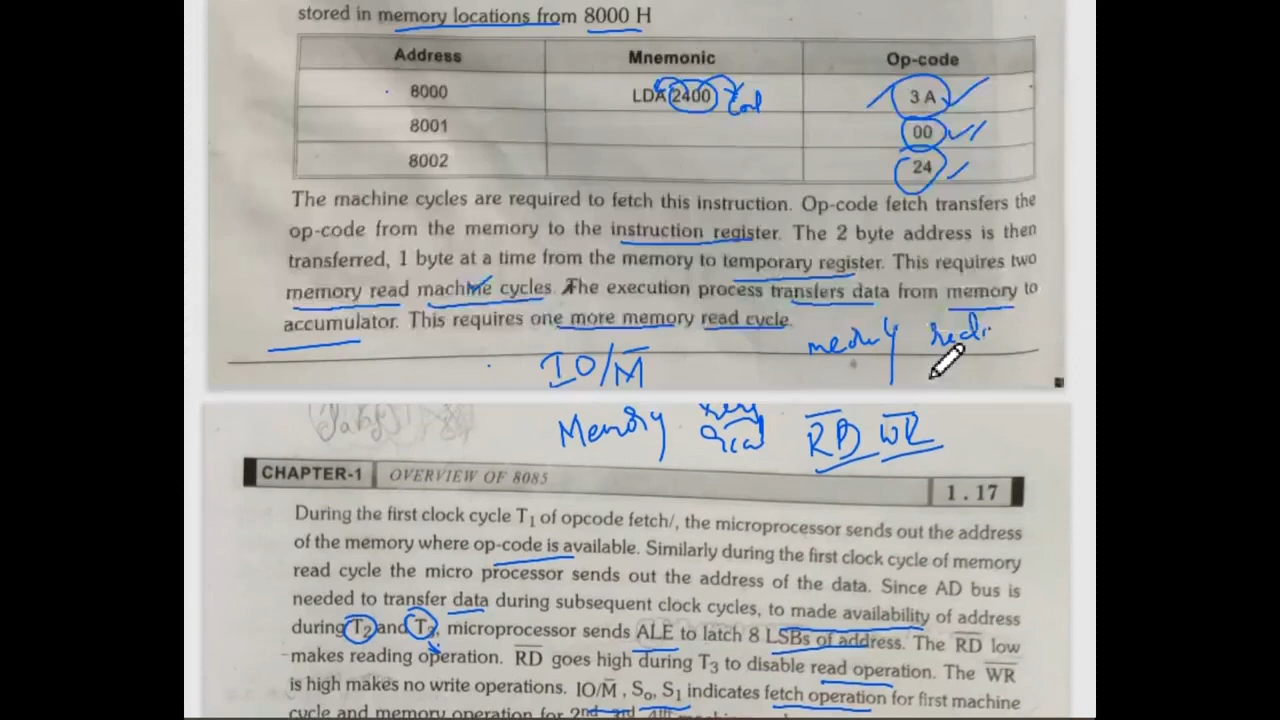 stored in memory locations from 8000 H
Address Mnemonic Op-code
8000 LDA 2400 3 A
8001 00
8002 24
The machine cycles are required to fetch this instruction. Op-code fetch transfers the
op-code from the memory to the instruction register. The 2 byte address is then
transferred, 1 byte at a time from the memory to temporary register. This requires two
memory read machine cycles. The execution process transfers data from memory to
accumulator. This requires one more memory read cycle.
memory
IO/M̅
Memory R̅D̅ W̅R̅
CHAPTER-1 OVERVIEW OF 8085 1 . 17
During the first clock cycle T₁ of opcode fetch/, the microprocessor sends out the address
of the memory where op-code is available. Similarly during the first clock cycle of memory
read cycle the micro processor sends out the address of the data. Since AD bus is
needed to transfer data during subsequent clock cycles, to made availability of address
during T₂ and T₃, microprocessor sends ALE to latch 8 LSBs of address. The R̅D̅ low
makes reading operation. R̅D̅ goes high during T₃ to disable read operation. The W̅R̅
is high makes no write operations. IO/M̅ , S₀, S₁ indicates fetch operation for first machine
cycle and memory operation for 2nd 3rd 4th